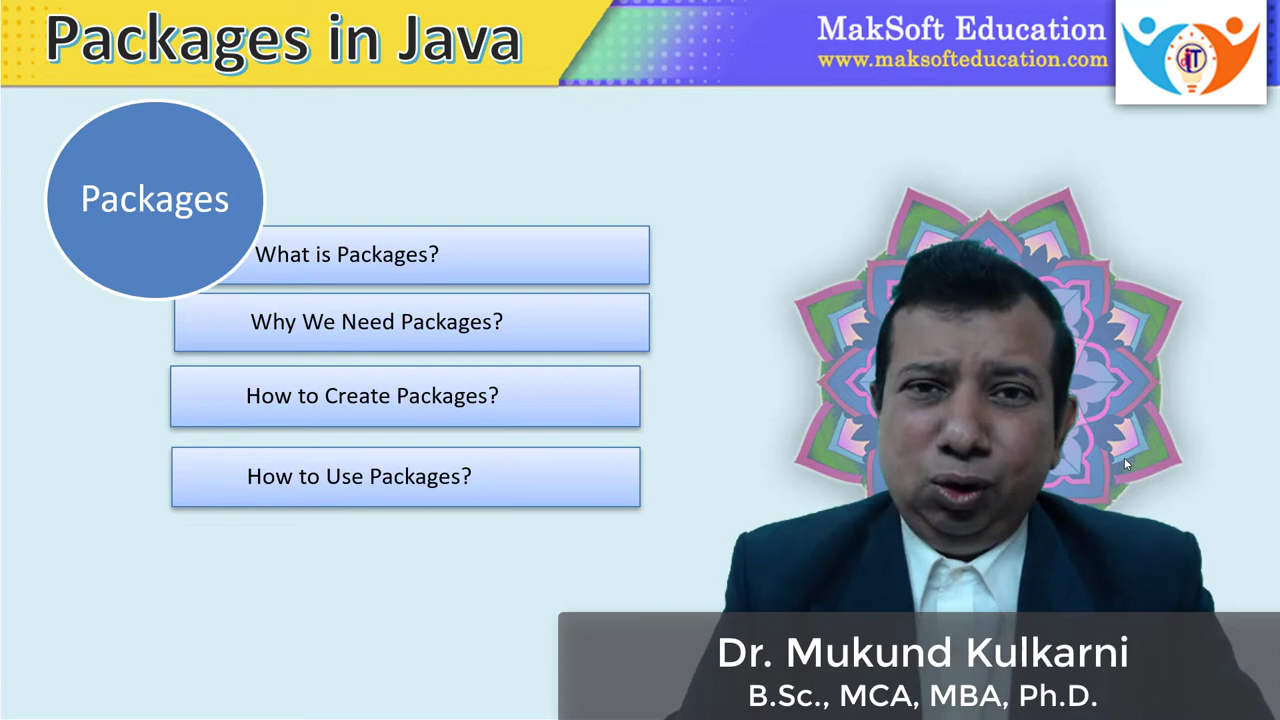 Packages in Java
MakSoft Education
www.maksofteducation.com
Packages
What is Packages?
Why We Need Packages?
How to Create Packages?
How to Use Packages?
Dr. Mukund Kulkarni
B.Sc., MCA, MBA, Ph.D.